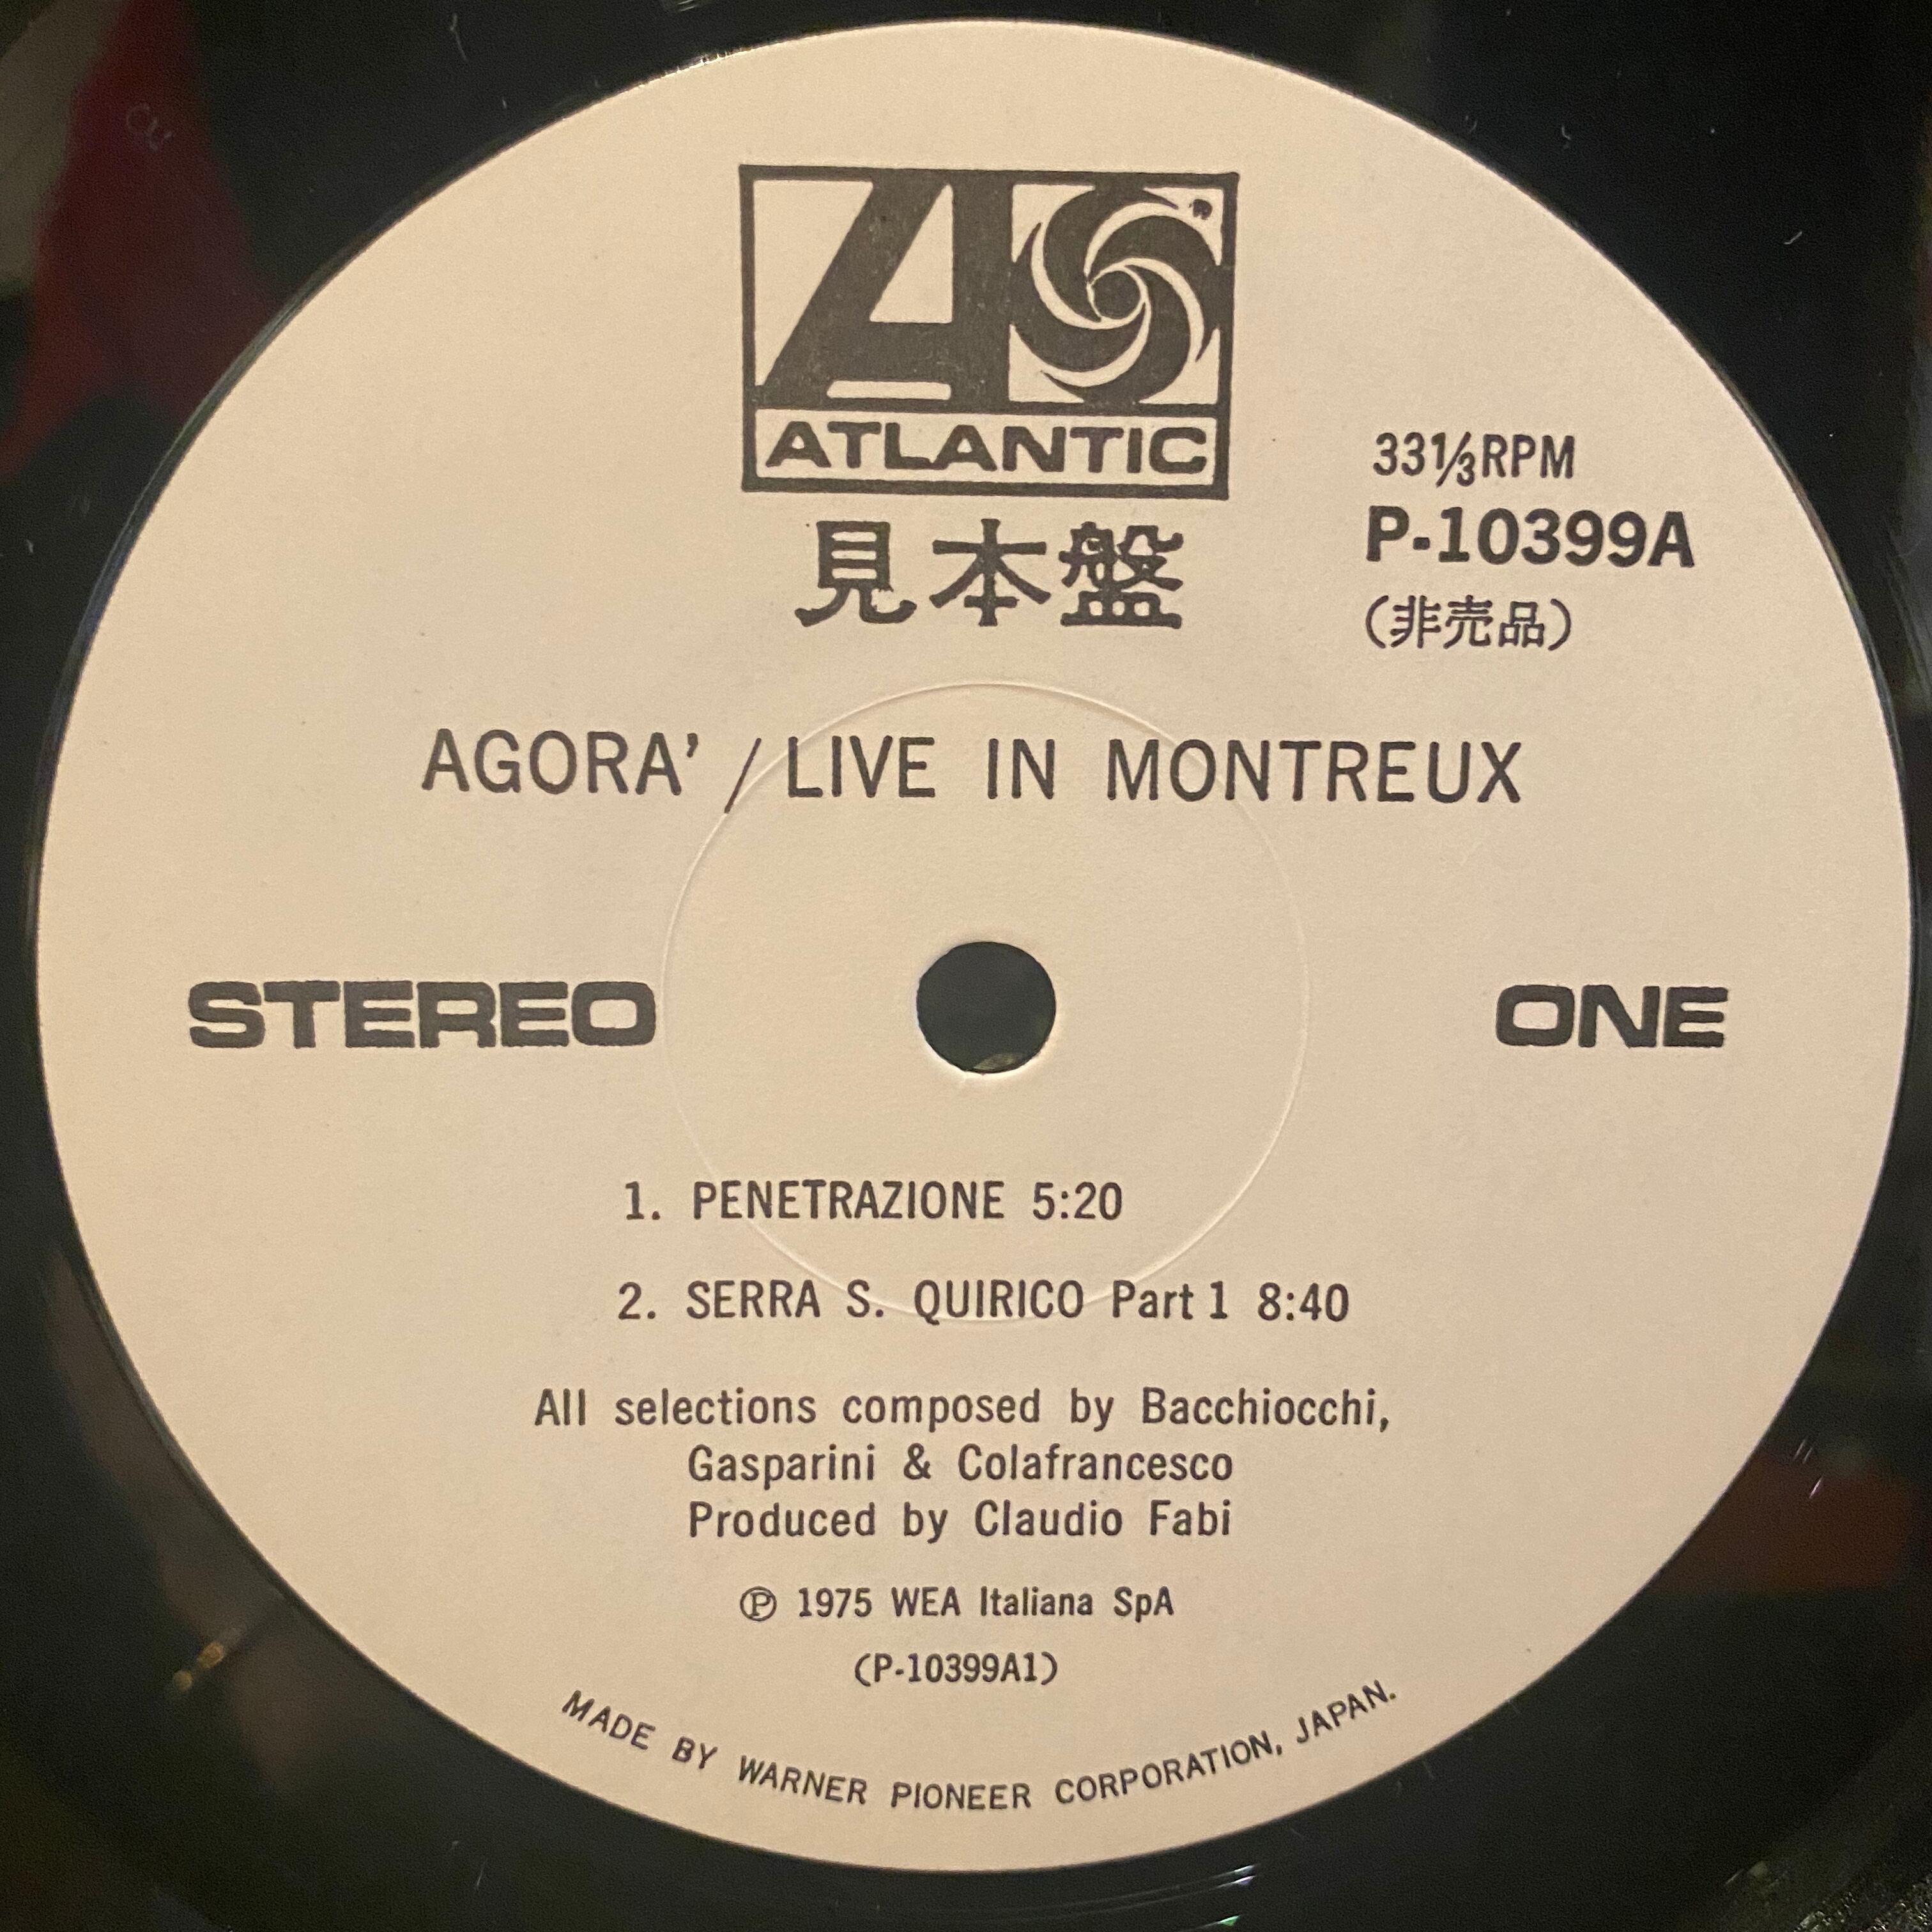 ATLANTIC
33⅓RPM
P-10399A
見本盤
(非売品)
AGORA' / LIVE IN MONTREUX
STEREO
ONE
1. PENETRAZIONE 5:20
2. SERRA S. QUIRICO Part 1 8:40
All selections composed by Bacchiocchi,
Gasparini & Colafrancesco
Produced by Claudio Fabi
℗ 1975 WEA Italiana SpA
(P-10399A1)
MADE BY WARNER PIONEER CORPORATION, JAPAN.